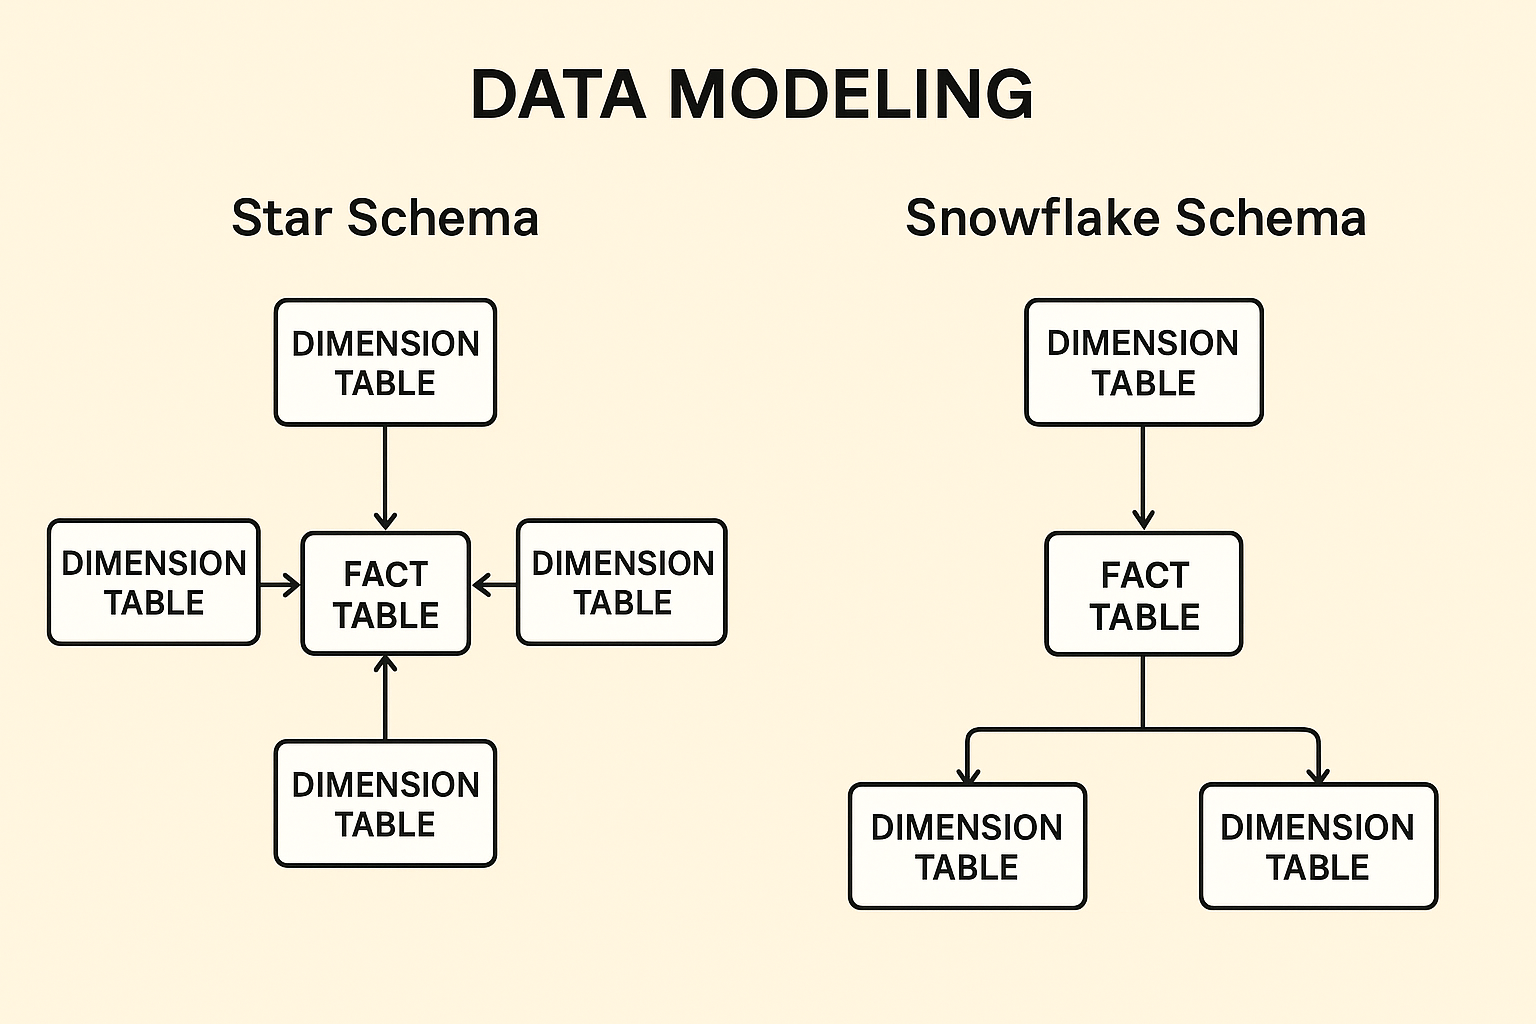 DATA MODELING
Star Schema
DIMENSION
TABLE
DIMENSION
TABLE
FACT
TABLE
DIMENSION
TABLE
DIMENSION
TABLE
Snowflake Schema
DIMENSION
TABLE
FACT
TABLE
DIMENSION
TABLE
DIMENSION
TABLE